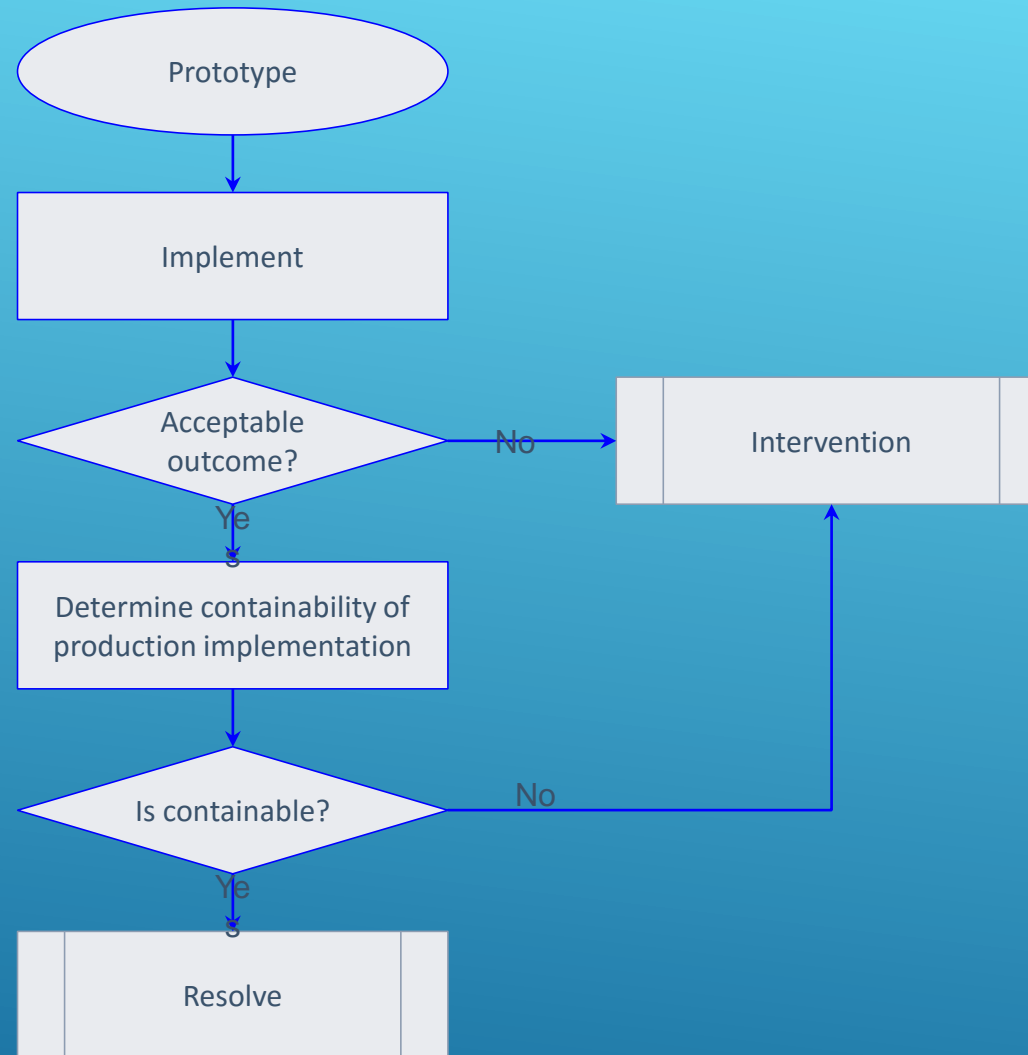 Prototype
Implement
Acceptable
outcome?
No
Intervention
Ye
s
Determine containability of
production implementation
Is containable?
No
Ye
s
Resolve